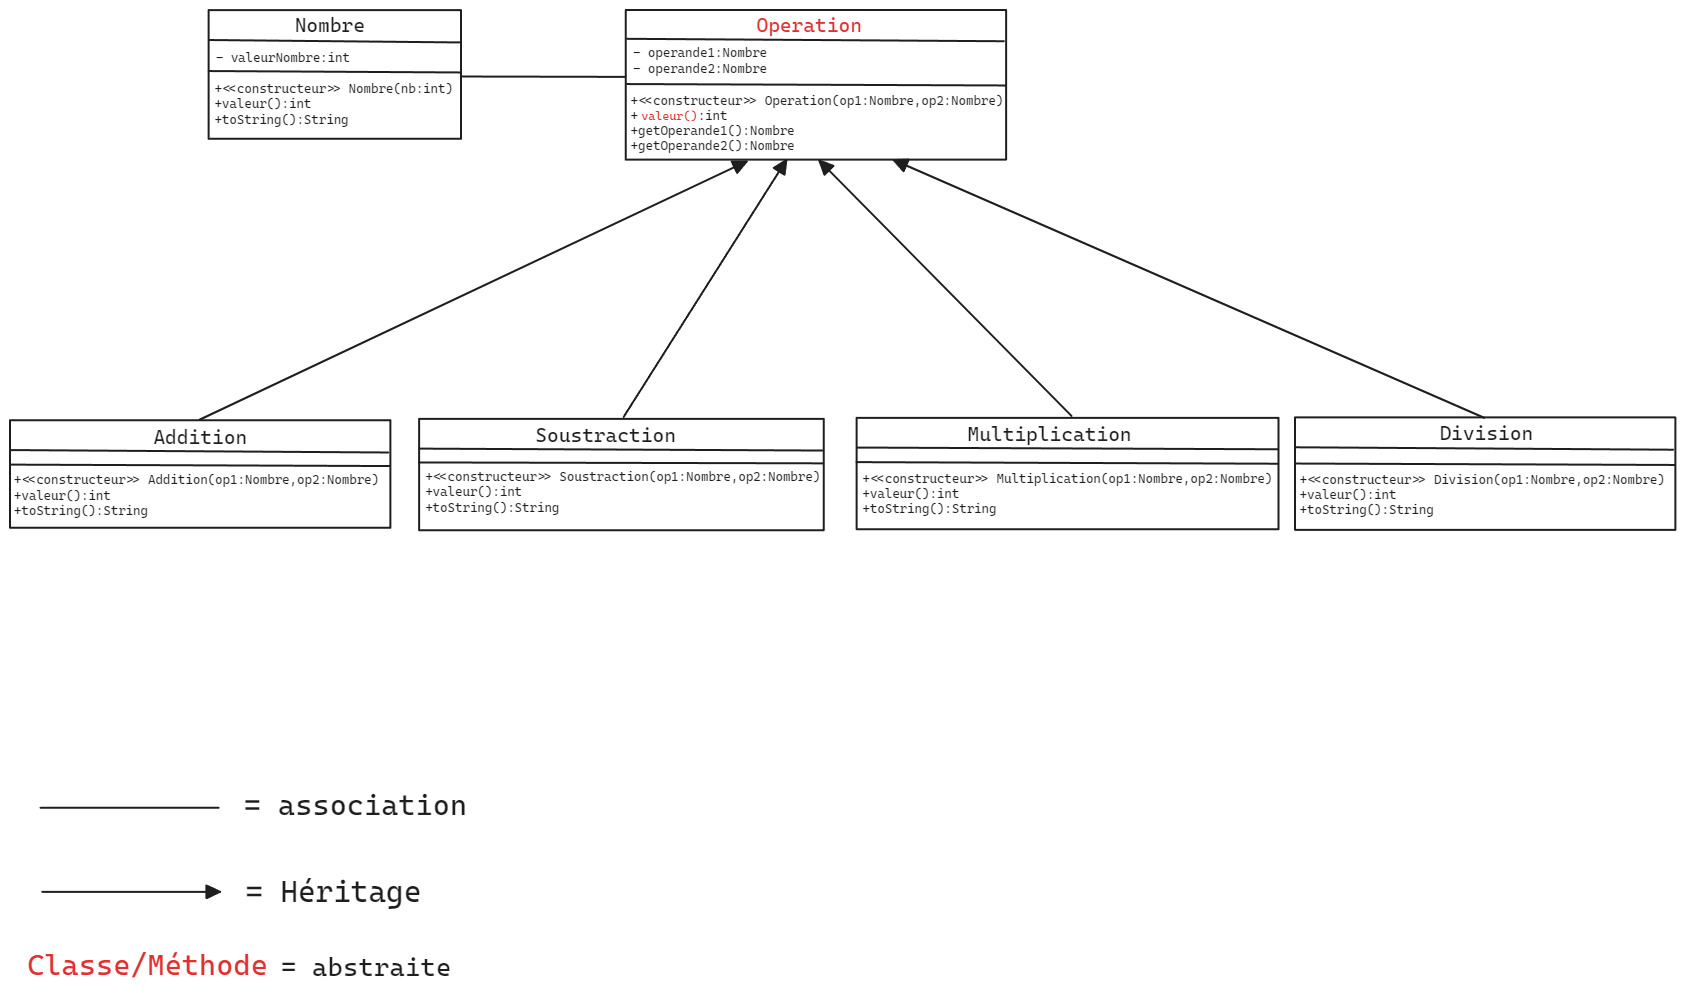 Nombre
- valeurNombre:int
+<<constructeur>> Nombre(nb:int)
+valeur():int
+toString():String
Operation
- operande1:Nombre
- operande2:Nombre
+<<constructeur>> Operation(op1:Nombre,op2:Nombre)
+ valeur():int
+getOperande1():Nombre
+getOperande2():Nombre
Addition
+<<constructeur>> Addition(op1:Nombre,op2:Nombre)
+valeur():int
+toString():String
Soustraction
+<<constructeur>> Soustraction(op1:Nombre,op2:Nombre)
+valeur():int
+toString():String
Multiplication
+<<constructeur>> Multiplication(op1:Nombre,op2:Nombre)
+valeur():int
+toString():String
Division
+<<constructeur>> Division(op1:Nombre,op2:Nombre)
+valeur():int
+toString():String
= association
= Héritage
Classe/Méthode = abstraite